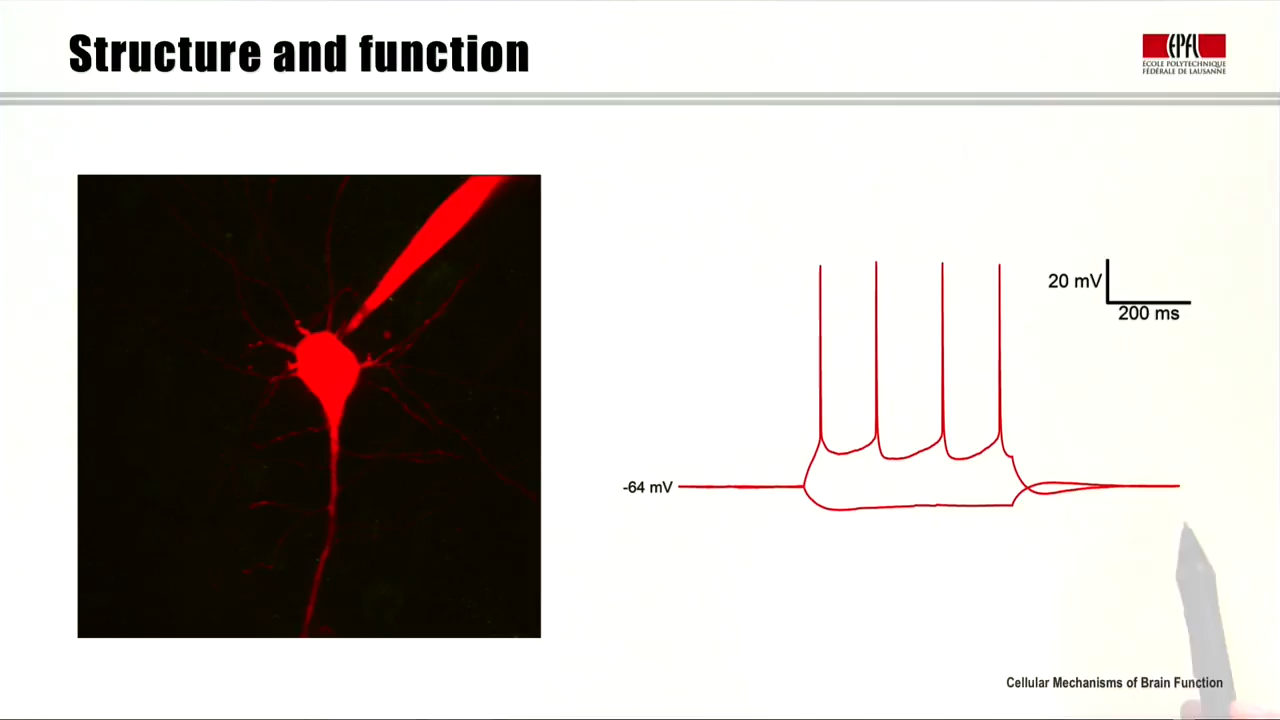 Structure and function
EPFL
ÉCOLE POLYTECHNIQUE
FÉDÉRALE DE LAUSANNE
20 mV
200 ms
-64 mV
Cellular Mechanisms of Brain Function